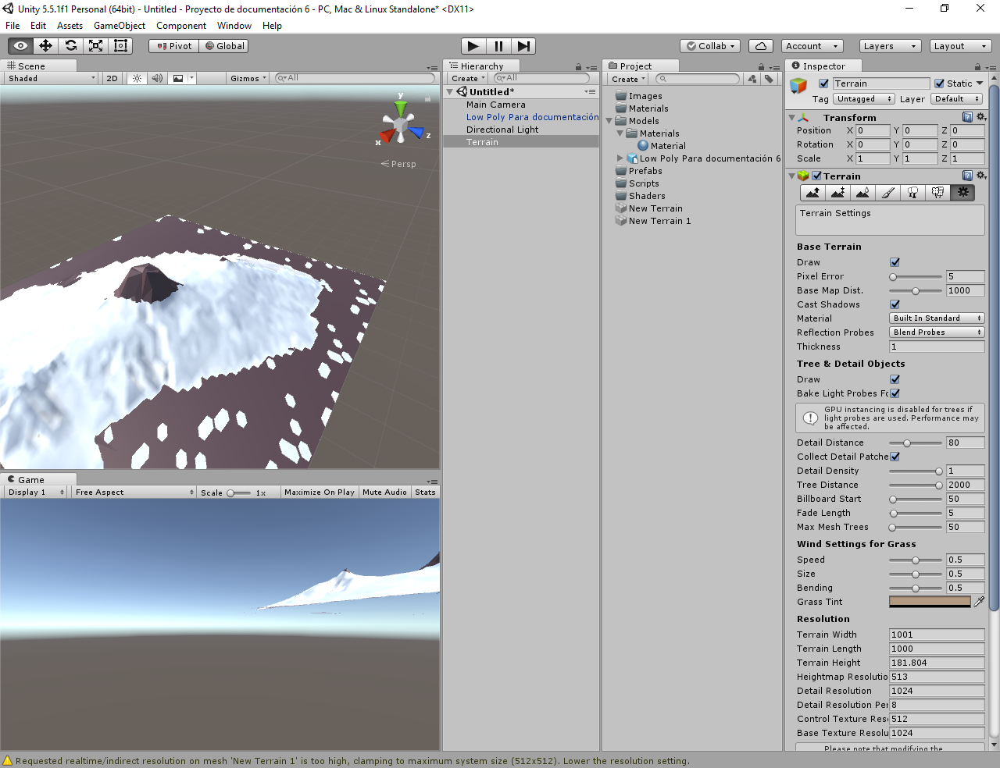 Unity 5.5.1f1 Personal (64bit) - Untitled - Proyecto de documentación 6 - PC, Mac & Linux Standalone* <DX11>
File Edit Assets GameObject Component Window Help
Pivot Global Collab Account Layers Layout
Scene
Shaded 2D Gizmos All
y
x
z
Persp
Game
Display 1 Free Aspect Scale 1x Maximize On Play Mute Audio Stats
Hierarchy
Create All
Untitled*
Main Camera
Low Poly Para documentación
Directional Light
Terrain
Project
Create
Images
Materials
Models
Materials
Material
Low Poly Para documentación 6
Prefabs
Scripts
Shaders
New Terrain
New Terrain 1
Inspector
Terrain Static
Tag Untagged Layer Default
Transform
Position X 0 Y 0 Z 0
Rotation X 0 Y 0 Z 0
Scale X 1 Y 1 Z 1
Terrain
Terrain Settings
Base Terrain
Draw
Pixel Error 5
Base Map Dist. 1000
Cast Shadows
Material Built In Standard
Reflection Probes Blend Probes
Thickness 1
Tree & Detail Objects
Draw
Bake Light Probes Fo
GPU instancing is disabled for trees if
light probes are used. Performance may
be affected.
Detail Distance 80
Collect Detail Patche
Detail Density 1
Tree Distance 2000
Billboard Start 50
Fade Length 5
Max Mesh Trees 50
Wind Settings for Grass
Speed 0.5
Size 0.5
Bending 0.5
Grass Tint
Resolution
Terrain Width 1001
Terrain Length 1000
Terrain Height 181.804
Heightmap Resolutio 513
Detail Resolution 1024
Detail Resolution Per 8
Control Texture Reso 512
Base Texture Resolu 1024
Please note that modifying the
Requested realtime/indirect resolution on mesh 'New Terrain 1' is too high, clamping to maximum system size (512x512). Lower the resolution setting.